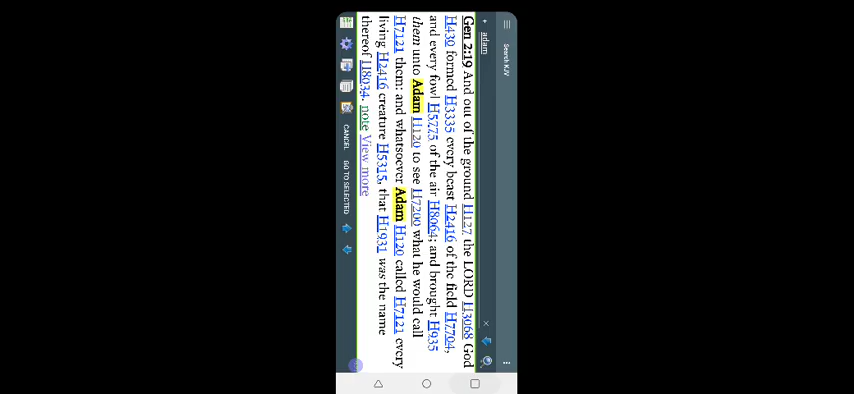 Search KJV
adam
Gen 2:19 And out of the ground H127 the LORD H3068 God
H430 formed H3335 every beast H2416 of the field H7704,
and every fowl H5775 of the air H8064; and brought H935
them unto Adam H120 to see H7200 what he would call
H7121 them: and whatsoever Adam H120 called H7121 every
living H2416 creature H5315, that H1931 was the name
thereof H8034. note View more
CANCEL GO TO SELECTED